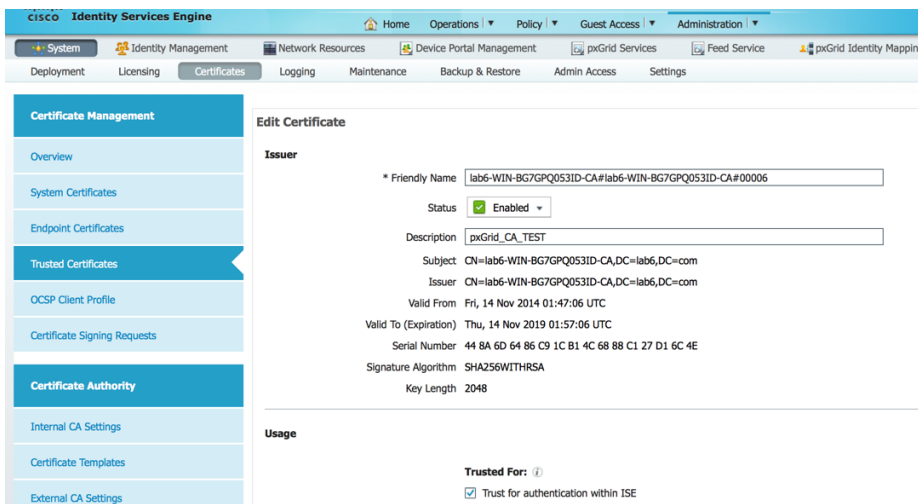 CISCO Identity Services Engine
Home Operations Policy Guest Access Administration
System Identity Management Network Resources Device Portal Management pxGrid Services Feed Service pxGrid Identity Mappin
Deployment Licensing Certificates Logging Maintenance Backup & Restore Admin Access Settings
Certificate Management
Overview
System Certificates
Endpoint Certificates
Trusted Certificates
OCSP Client Profile
Certificate Signing Requests
Certificate Authority
Internal CA Settings
Certificate Templates
External CA Settings
Edit Certificate
Issuer
* Friendly Name lab6-WIN-BG7GPQ053ID-CA#lab6-WIN-BG7GPQ053ID-CA#00006
Status Enabled
Description pxGrid_CA_TEST
Subject CN=lab6-WIN-BG7GPQ053ID-CA,DC=lab6,DC=com
Issuer CN=lab6-WIN-BG7GPQ053ID-CA,DC=lab6,DC=com
Valid From Fri, 14 Nov 2014 01:47:06 UTC
Valid To (Expiration) Thu, 14 Nov 2019 01:57:06 UTC
Serial Number 44 8A 6D 64 86 C9 1C B1 4C 68 88 C1 27 D1 6C 4E
Signature Algorithm SHA256WITHRSA
Key Length 2048
Usage
Trusted For:
Trust for authentication within ISE